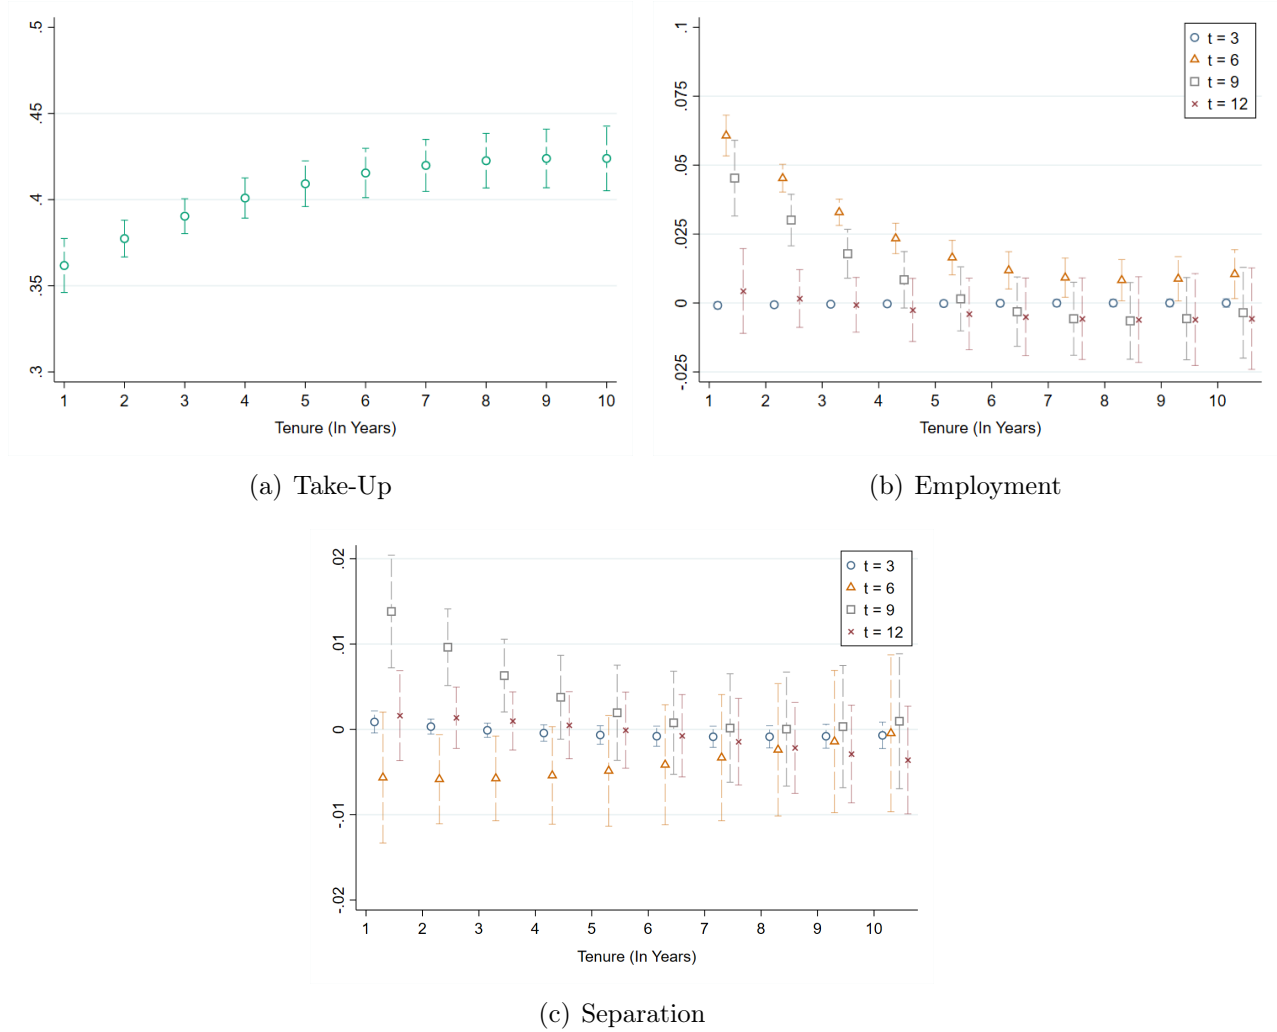 .5
.45
.4
.35
.3
1 2 3 4 5 6 7 8 9 10
Tenure (In Years)
(a) Take-Up
.1
.075
.05
.025
0
-.025
t = 3
t = 6
t = 9
t = 12
1 2 3 4 5 6 7 8 9 10
Tenure (In Years)
(b) Employment
.02
.01
0
-.01
-.02
t = 3
t = 6
t = 9
t = 12
1 2 3 4 5 6 7 8 9 10
Tenure (In Years)
(c) Separation